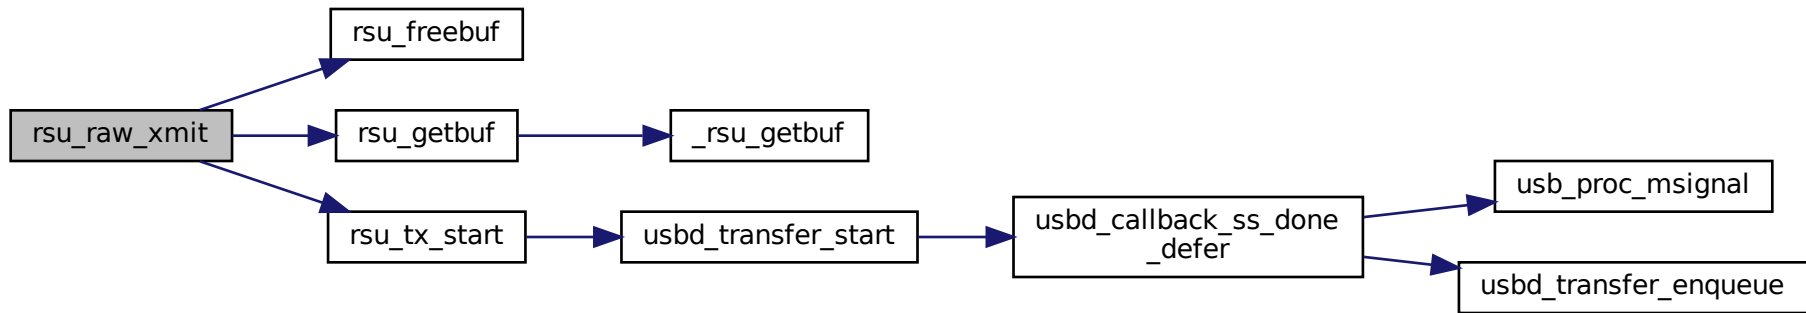 rsu_freebuf
rsu_raw_xmit
rsu_getbuf
_rsu_getbuf
rsu_tx_start
usbd_transfer_start
usbd_callback_ss_done
_defer
usb_proc_msignal
usbd_transfer_enqueue